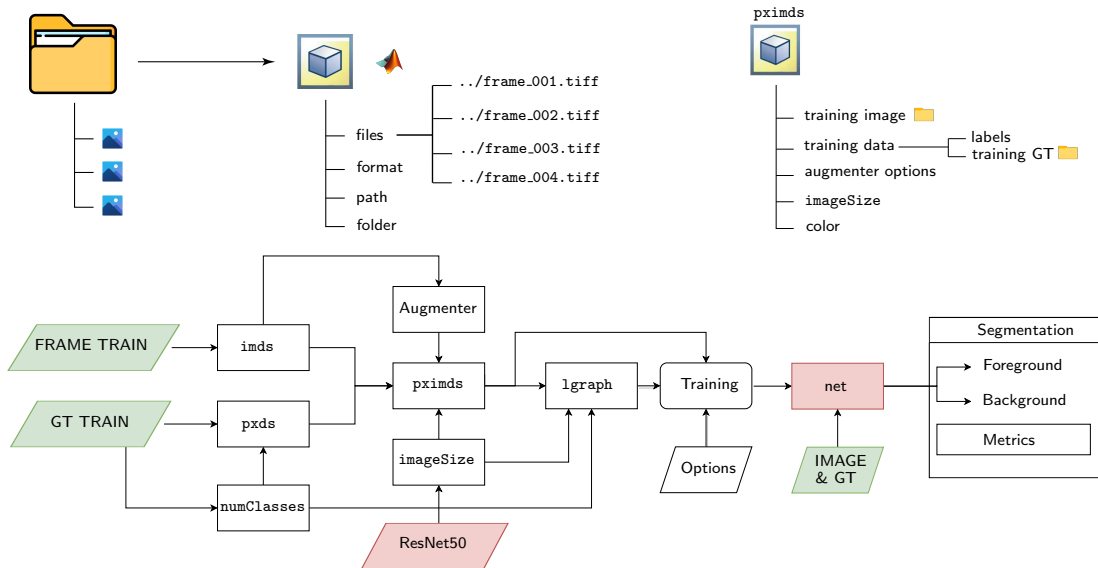 pximds
../frame_001.tiff
../frame_002.tiff
../frame_003.tiff
../frame_004.tiff
files
format
path
folder
training image
training data
labels
training GT
augmenter options
imageSize
color
Augmenter
FRAME TRAIN
imds
pximds
lgraph
Training
net
Segmentation
Foreground
Background
Metrics
GT TRAIN
pxds
imageSize
Options
IMAGE
& GT
numClasses
ResNet50